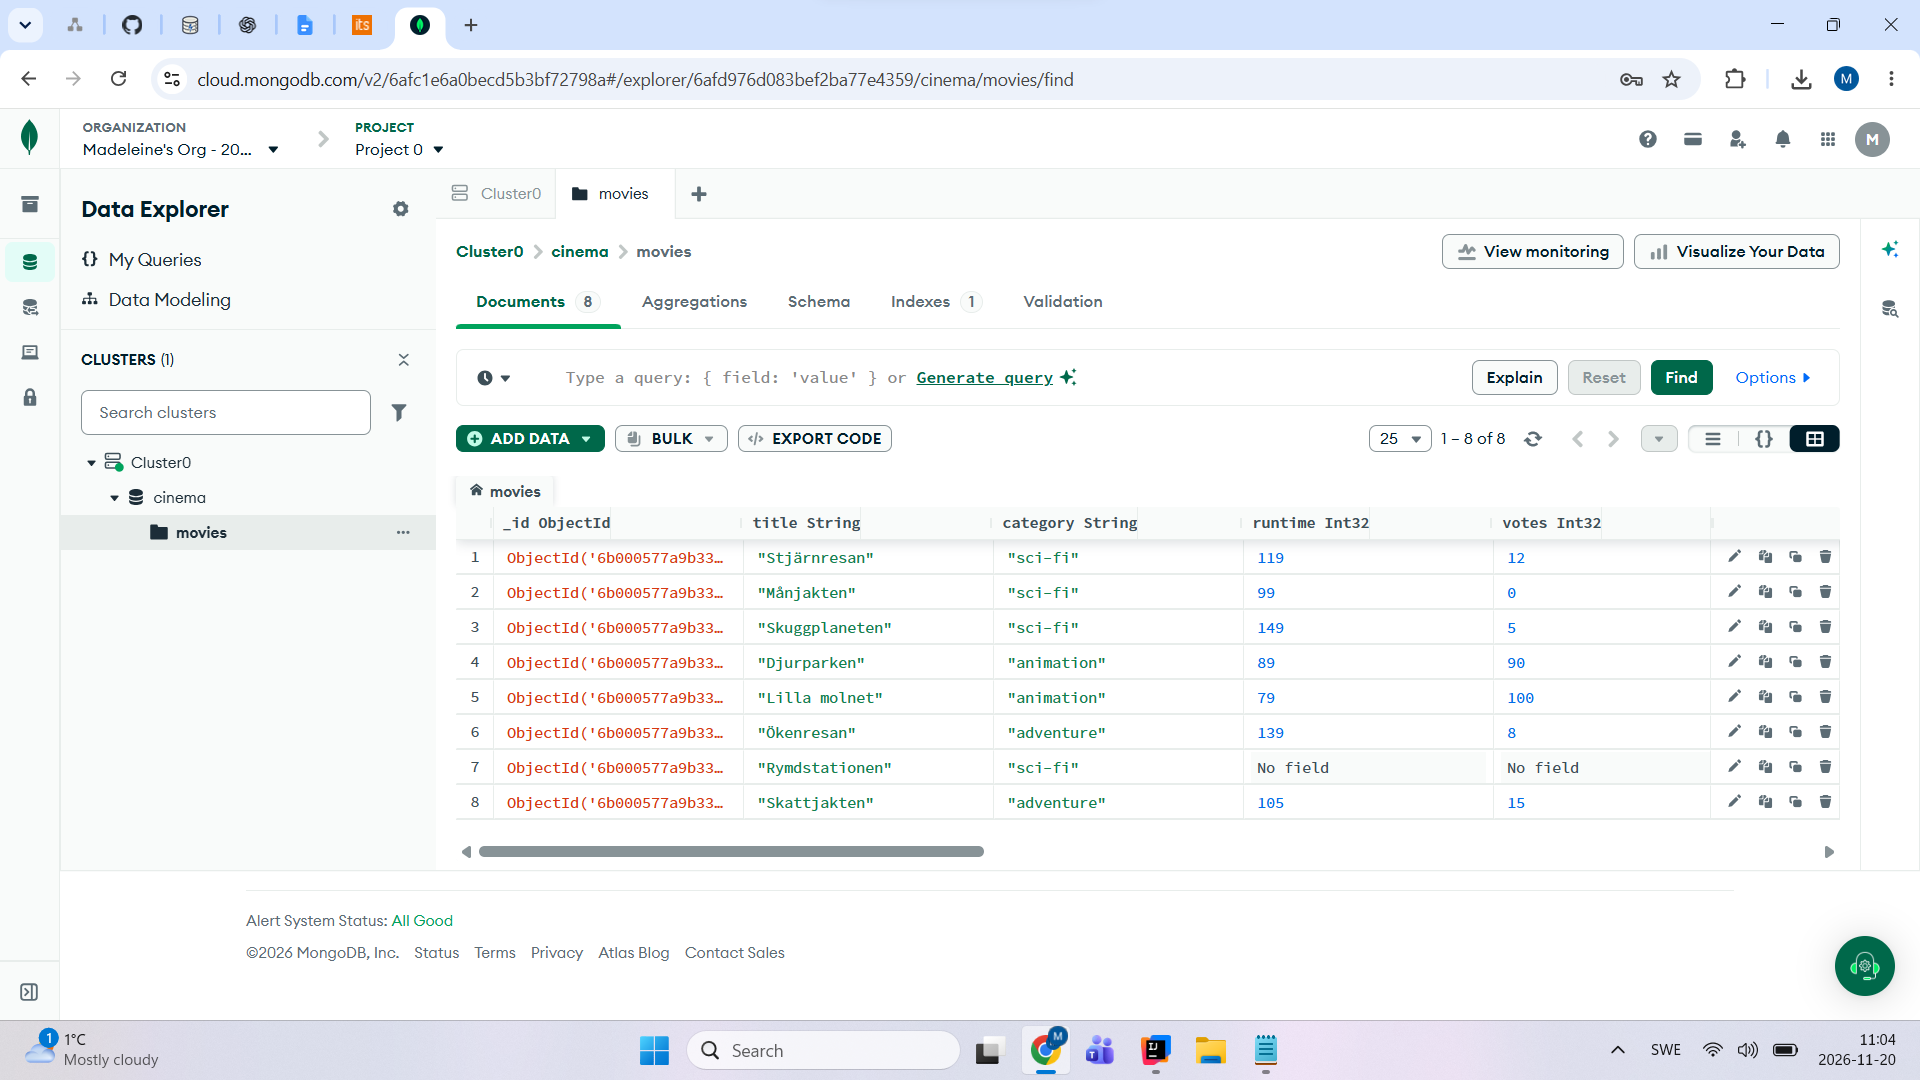 its
cloud.mongodb.com/v2/6afc1e6a0becd5b3bf72798a#/explorer/6afd976d083bef2ba77e4359/cinema/movies/find
M
ORGANIZATION
Madeleine's Org - 20...
PROJECT
Project 0
M
Data Explorer
My Queries
Data Modeling
CLUSTERS (1)
Search clusters
Cluster0
cinema
movies
Cluster0
movies
Cluster0 > cinema > movies
View monitoring
Visualize Your Data
Documents 8
Aggregations
Schema
Indexes 1
Validation
Type a query: { field: 'value' } or Generate query
Explain
Reset
Find
Options
ADD DATA
BULK
EXPORT CODE
25
1 – 8 of 8
movies
_id ObjectId title String category String runtime Int32 votes Int32
1 ObjectId('6b000577a9b33… "Stjärnresan" "sci-fi" 119 12
2 ObjectId('6b000577a9b33… "Månjakten" "sci-fi" 99 0
3 ObjectId('6b000577a9b33… "Skuggplaneten" "sci-fi" 149 5
4 ObjectId('6b000577a9b33… "Djurparken" "animation" 89 90
5 ObjectId('6b000577a9b33… "Lilla molnet" "animation" 79 100
6 ObjectId('6b000577a9b33… "Ökenresan" "adventure" 139 8
7 ObjectId('6b000577a9b33… "Rymdstationen" "sci-fi" No field No field
8 ObjectId('6b000577a9b33… "Skattjakten" "adventure" 105 15
Alert System Status: All Good
©2026 MongoDB, Inc. Status Terms Privacy Atlas Blog Contact Sales
1
1°C
Mostly cloudy
Search
M
T
IJ
SWE
11:04
2026-11-20